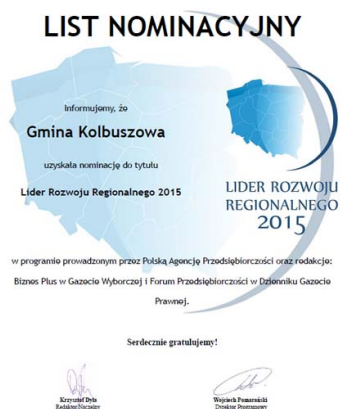 LIST NOMINACYJNY
Informujemy, że
Gmina Kolbuszowa
uzyskała nominację do tytułu
Lider Rozwoju Regionalnego 2015
LIDER ROZWOJU
REGIONALNEGO
2015
w programie prowadzonym przez Polską Agencję Przedsiębiorczości oraz redakcje:
Biznes Plus w Gazecie Wyborczej i Forum Przedsiębiorczości w Dzienniku Gazecie
Prawnej.
Serdecznie gratulujemy!
Krzysztof Dyła
Redaktor Naczelny
Wojciech Pomarański
Dyrektor Programowy